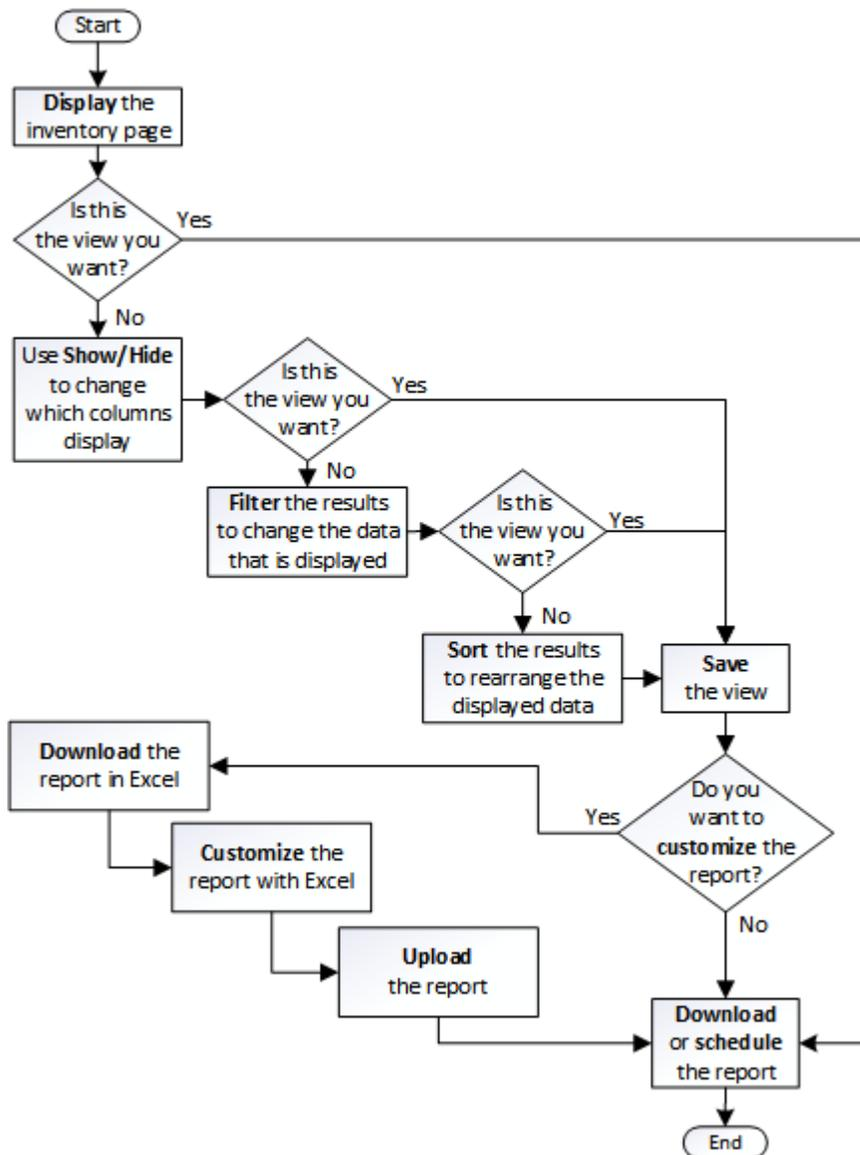 Start
Display the
inventory page
Is this
the view you
want?
Yes
No
Use Show/Hide
to change
which columns
display
Is this
the view you
want?
Yes
No
Filter the results
to change the data
that is displayed
Is this
the view you
want?
Yes
No
Sort the results
to rearrange the
displayed data
Save
the view
Do you
want to
customize the
report?
Yes
No
Download the
report in Excel
Customize the
report with Excel
Upload
the report
Download
or schedule
the report
End